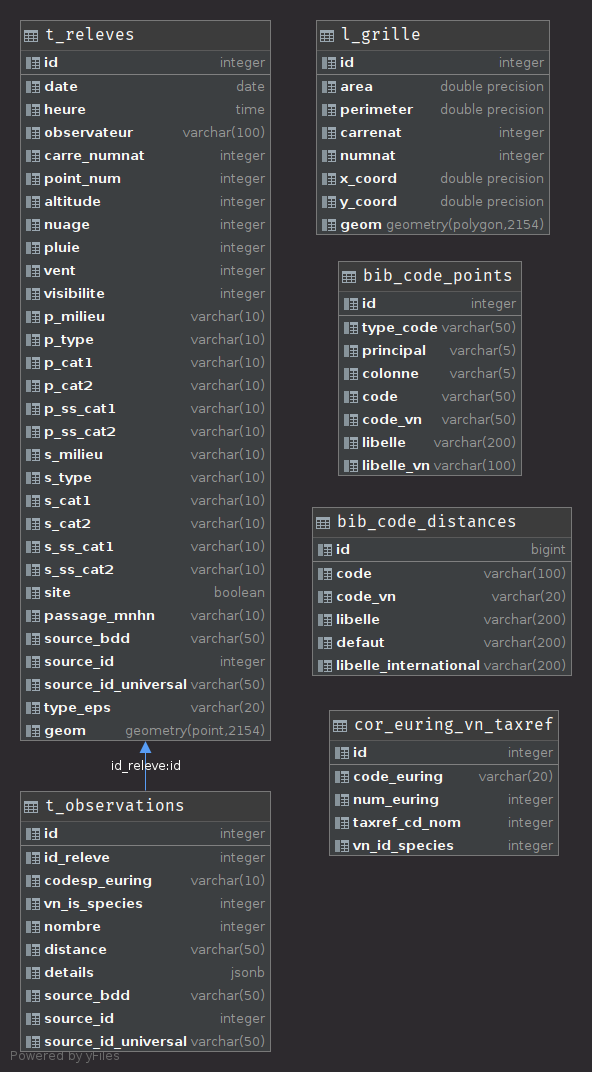 t_releves
id integer
date date
heure time
observateur varchar(100)
carre_numnat integer
point_num integer
altitude integer
nuage integer
pluie integer
vent integer
visibilite integer
p_milieu varchar(10)
p_type varchar(10)
p_cat1 varchar(10)
p_cat2 varchar(10)
p_ss_cat1 varchar(10)
p_ss_cat2 varchar(10)
s_milieu varchar(10)
s_type varchar(10)
s_cat1 varchar(10)
s_cat2 varchar(10)
s_ss_cat1 varchar(10)
s_ss_cat2 varchar(10)
site boolean
passage_mnhn varchar(10)
source_bdd varchar(50)
source_id integer
source_id_universal varchar(50)
type_eps varchar(20)
geom geometry(point,2154)
id_releve:id
t_observations
id integer
id_releve integer
codesp_euring varchar(10)
vn_is_species integer
nombre integer
distance varchar(50)
details jsonb
source_bdd varchar(50)
source_id integer
source_id_universal varchar(50)
Powered by yFiles
l_grille
id integer
area double precision
perimeter double precision
carrenat integer
numnat integer
x_coord double precision
y_coord double precision
geom geometry(polygon,2154)
bib_code_points
id integer
type_code varchar(50)
principal varchar(5)
colonne varchar(5)
code varchar(50)
code_vn varchar(50)
libelle varchar(200)
libelle_vn varchar(100)
bib_code_distances
id bigint
code varchar(100)
code_vn varchar(20)
libelle varchar(200)
defaut varchar(200)
libelle_international varchar(200)
cor_euring_vn_taxref
id integer
code_euring varchar(20)
num_euring integer
taxref_cd_nom integer
vn_id_species integer